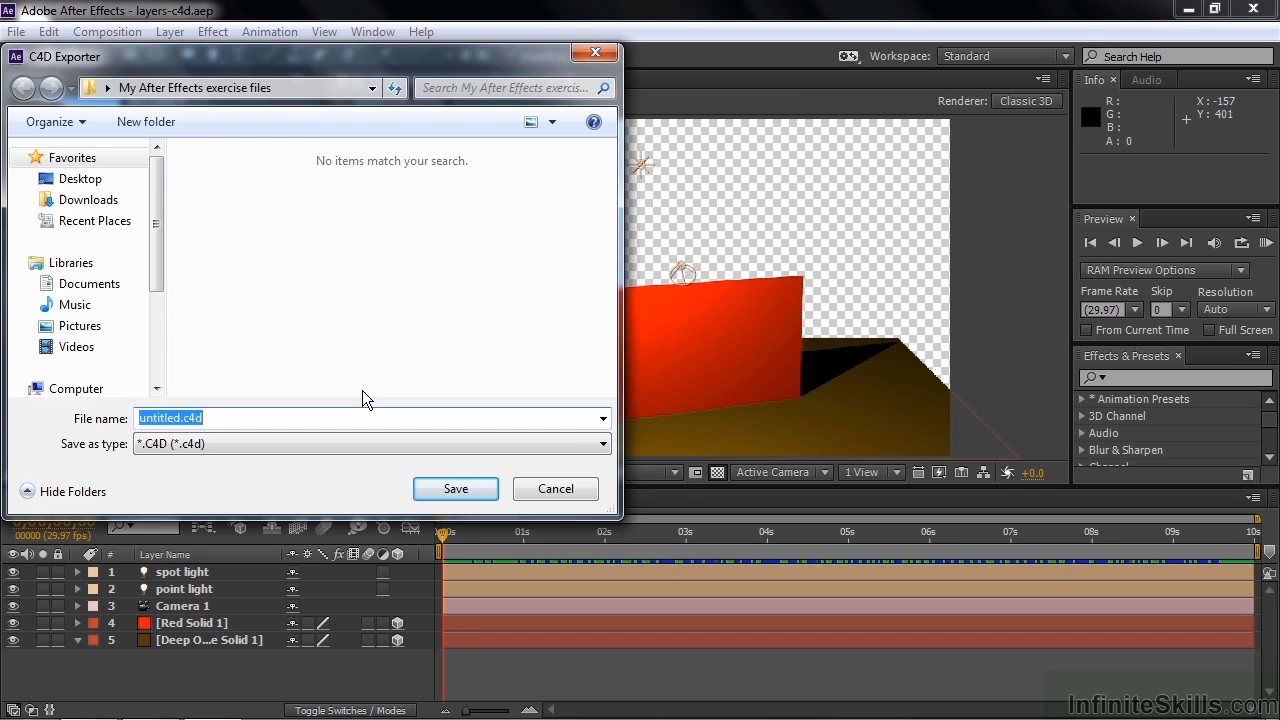 Adobe After Effects - layers-c4d.aep
File Edit Composition Layer Effect Animation View Window Help
Workspace: Standard Search Help
C4D Exporter
My After Effects exercise files Search My After Effects exercis...
Organize New folder
Favorites
Desktop
Downloads
Recent Places
Libraries
Documents
Music
Pictures
Videos
Computer
No items match your search.
File name: untitled.c4d
Save as type: *.C4D (*.c4d)
Hide Folders Save Cancel
Renderer: Classic 3D
Active Camera 1 View +0.0
Info Audio
R: X: -157
G: Y: 401
B:
A: 0
Preview
RAM Preview Options
Frame Rate Skip Resolution
(29.97) 0 Auto
From Current Time Full Screen
Effects & Presets
* Animation Presets
3D Channel
Audio
Blur & Sharpen
00000 (29.97 fps)
# Layer Name
02s 03s 04s 05s 06s 07s 08s 09s 10s
1 spot light
2 point light
3 Camera 1
4 [Red Solid 1]
5 [Deep O...e Solid 1]
Toggle Switches / Modes
InfiniteSkills.com